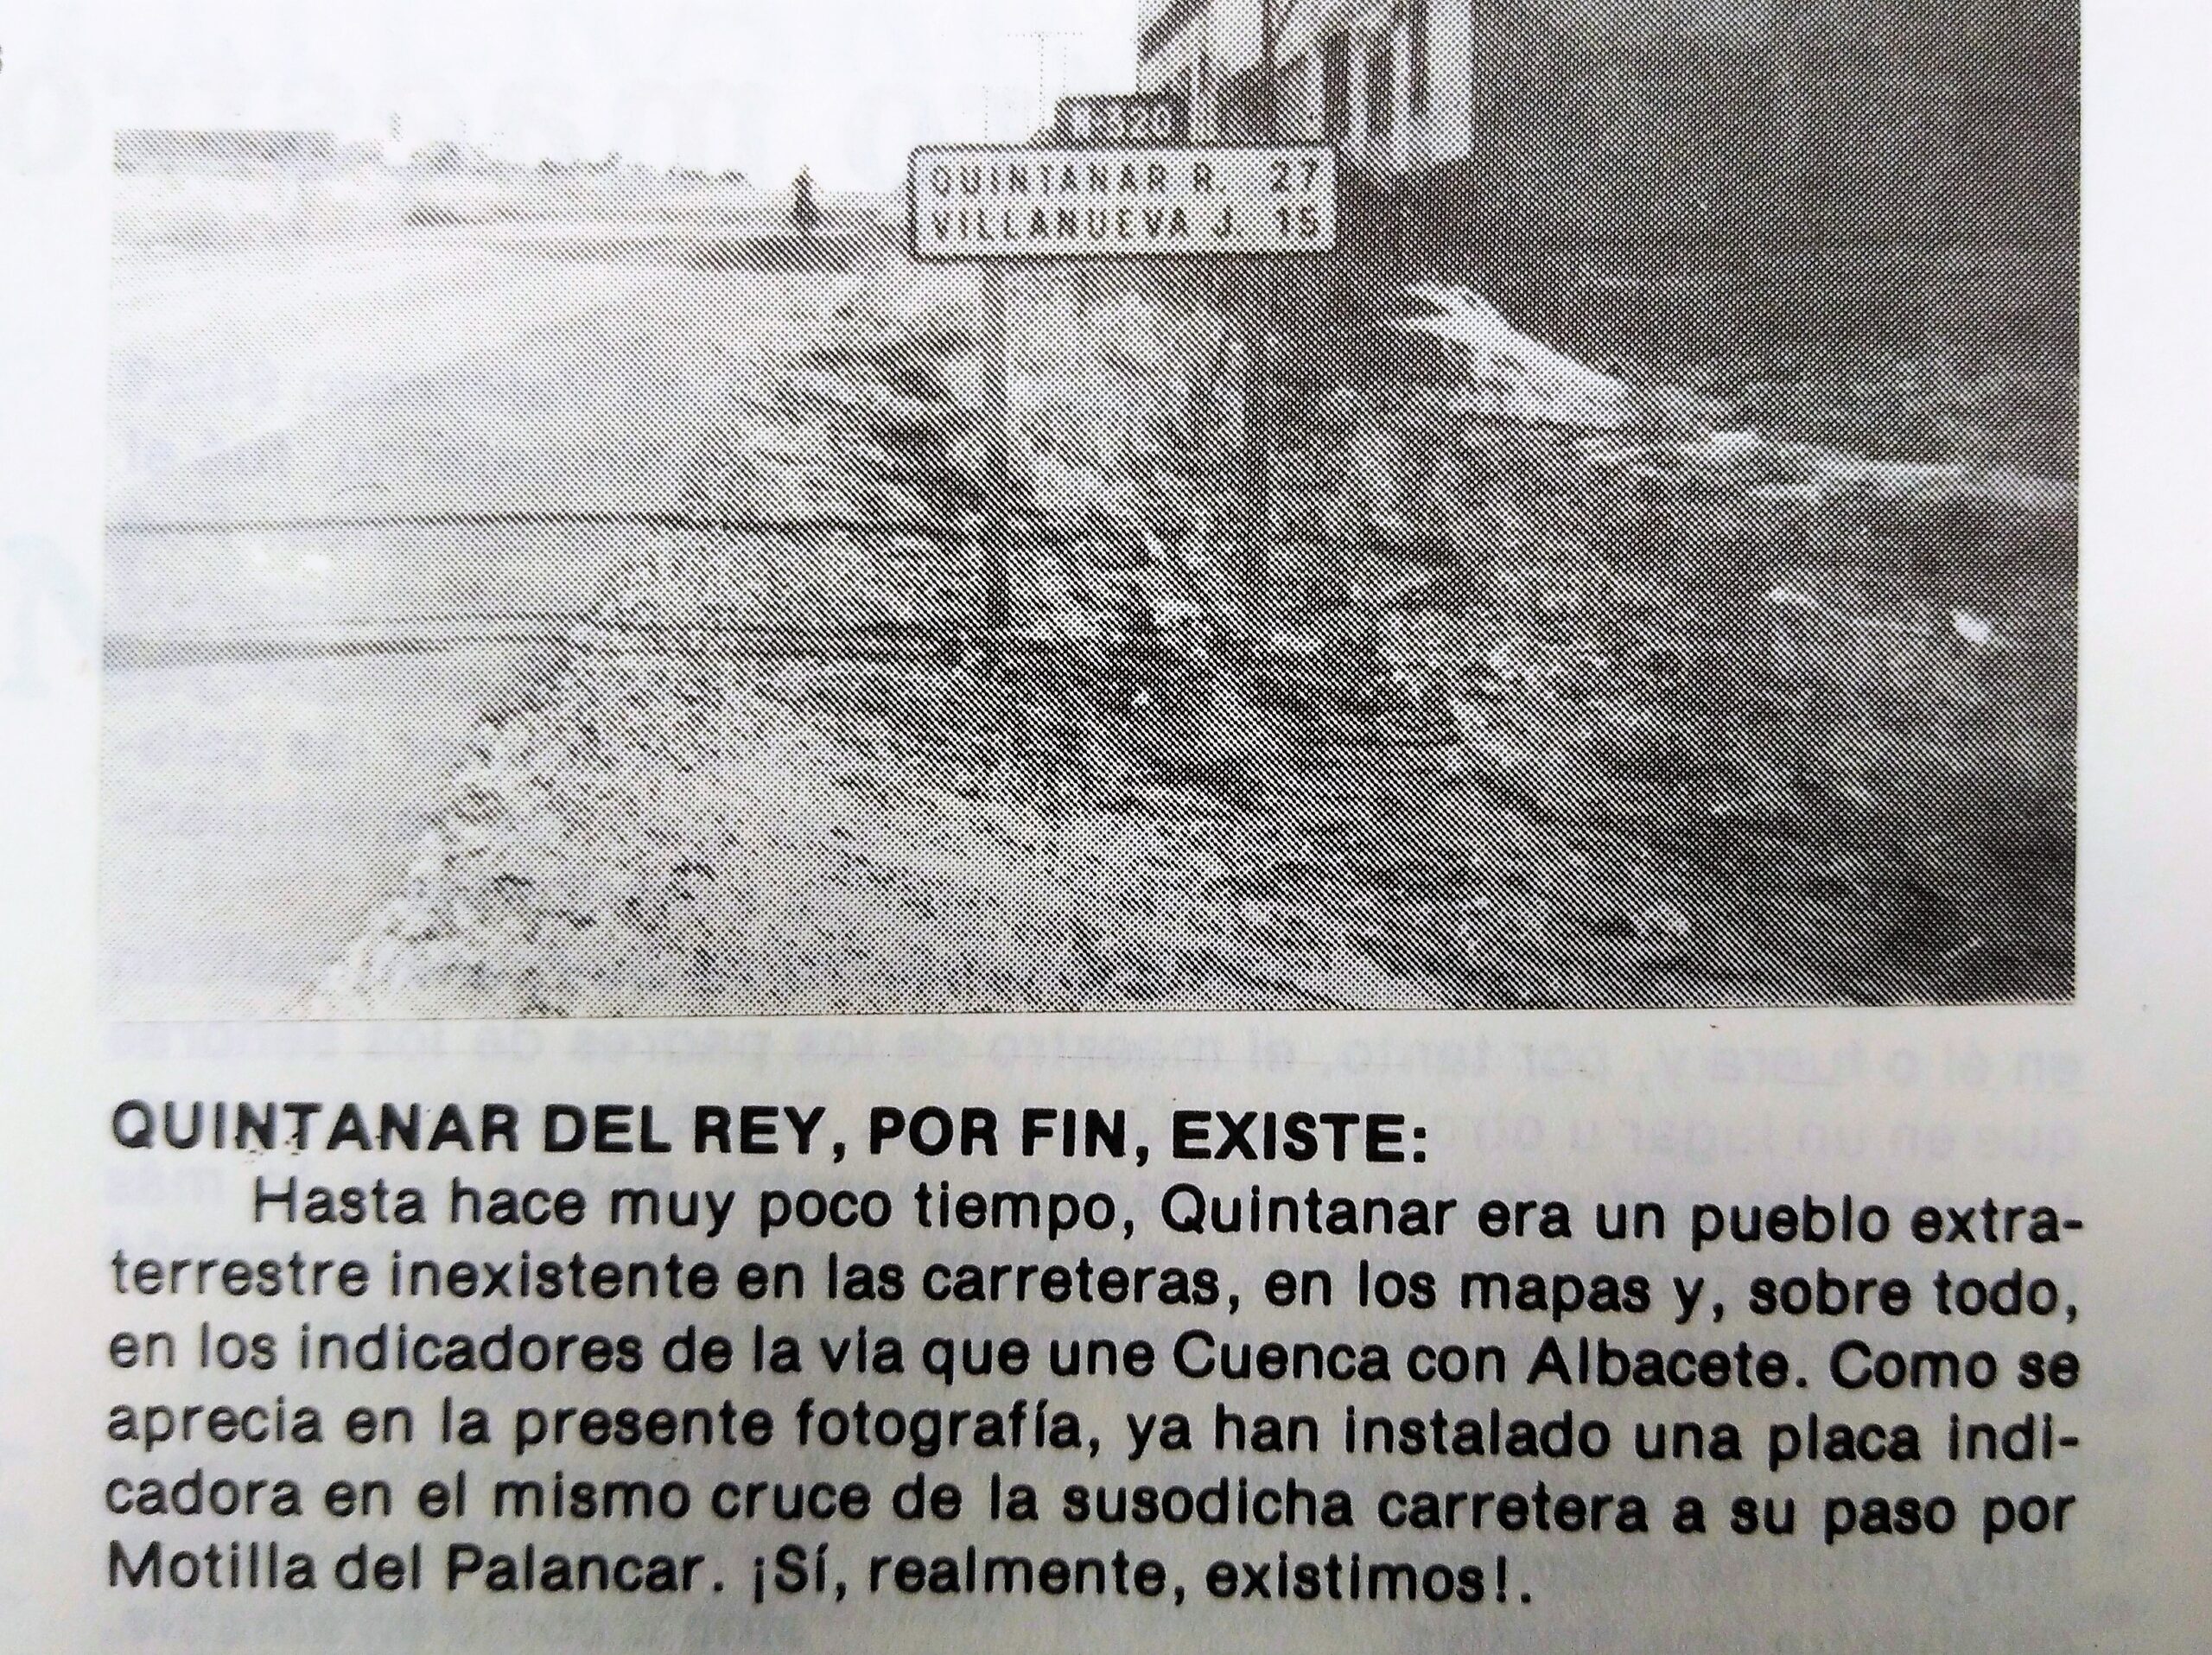 N-320
QUINTANAR R. 27
VILLANUEVA J. 15
QUINTANAR DEL REY, POR FIN, EXISTE:
Hasta hace muy poco tiempo, Quintanar era un pueblo extra-
terrestre inexistente en las carreteras, en los mapas y, sobre todo,
en los indicadores de la vía que une Cuenca con Albacete. Como se
aprecia en la presente fotografía, ya han instalado una placa indi-
cadora en el mismo cruce de la susodicha carretera a su paso por
Motilla del Palancar. ¡Sí, realmente, existimos!.